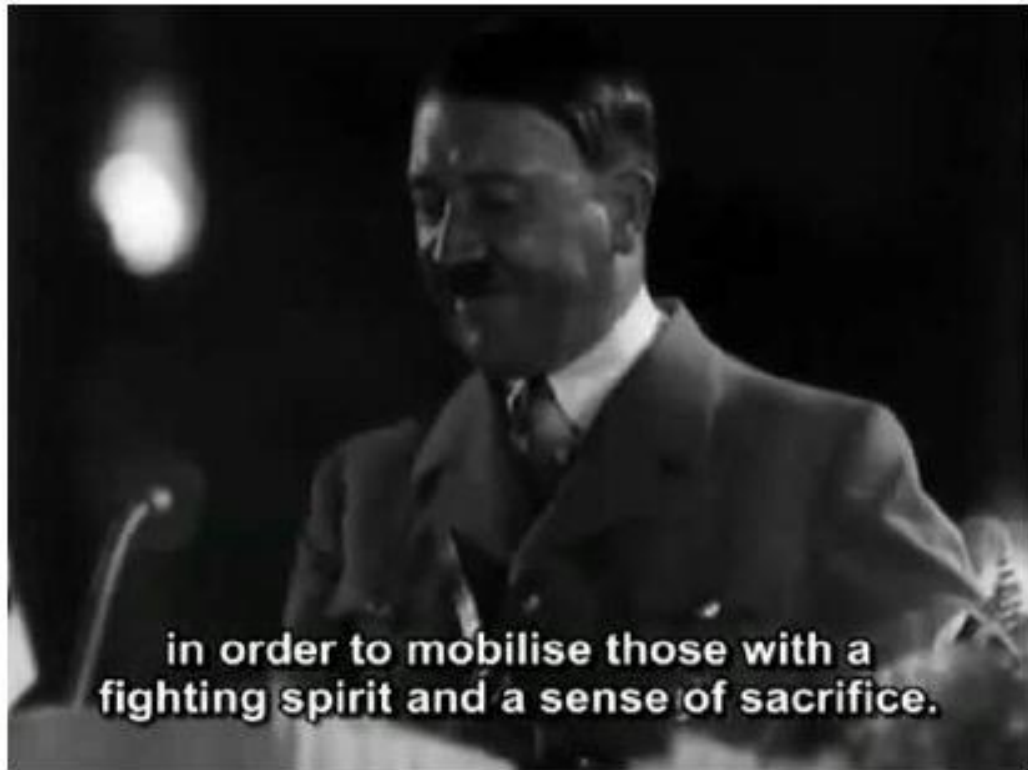 in order to mobilise those with a
fighting spirit and a sense of sacrifice.